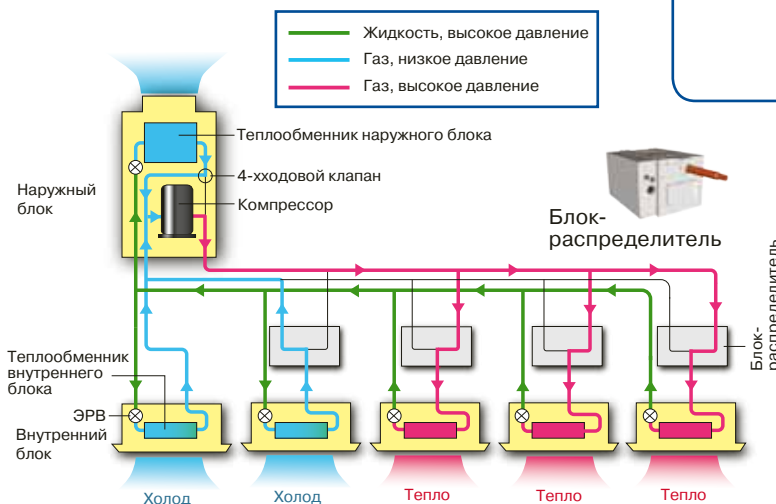 Жидкость, высокое давление
Газ, низкое давление
Газ, высокое давление
Теплообменник наружного блока
4-хходовой клапан
Компрессор
Наружный
блок
Блок-
распределитель
Блок-
распределитель
Теплообменник
внутреннего
блока
ЭРВ
Внутренний
блок
Холод
Холод
Тепло
Тепло
Тепло